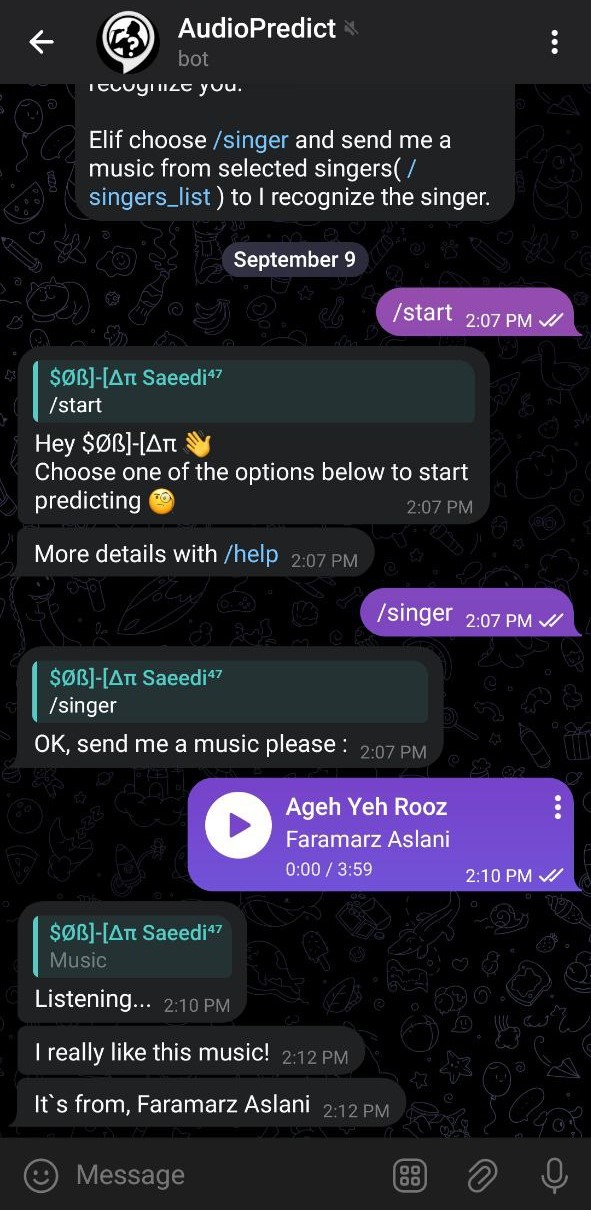 AudioPredict
bot
recognize you.
Elif choose /singer and send me a
music from selected singers( /
singers_list ) to I recognize the singer.
September 9
/start 2:07 PM
$Øß]-[Δπ Saeedi⁴⁷
/start
Hey $Øß]-[Δπ 👋
Choose one of the options below to start
predicting 🧐 2:07 PM
More details with /help 2:07 PM
/singer 2:07 PM
$Øß]-[Δπ Saeedi⁴⁷
/singer
OK, send me a music please : 2:07 PM
Ageh Yeh Rooz
Faramarz Aslani
0:00 / 3:59 2:10 PM
$Øß]-[Δπ Saeedi⁴⁷
Music
Listening... 2:10 PM
I really like this music! 2:12 PM
It`s from, Faramarz Aslani 2:12 PM
Message